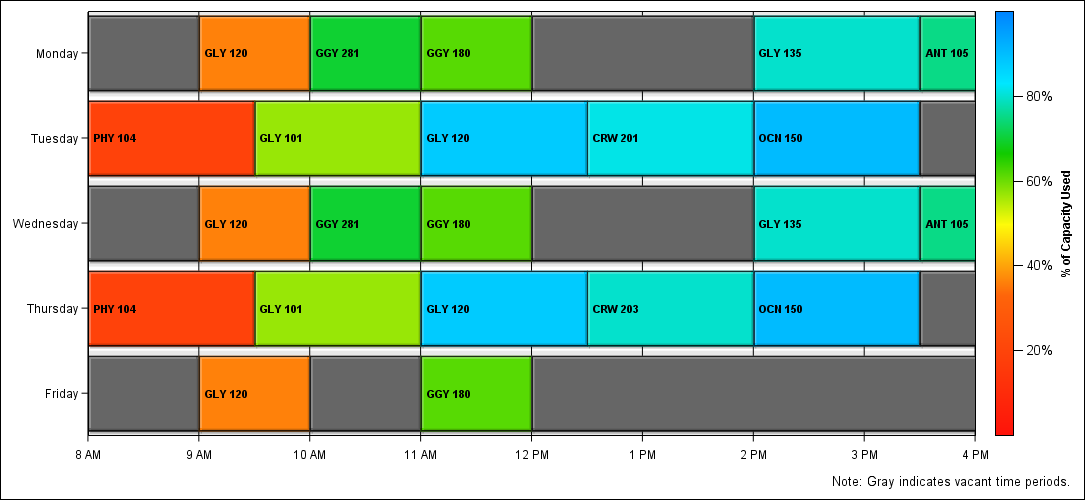 Monday
GLY 120
GGY 281
GGY 180
GLY 135
ANT 105
Tuesday
PHY 104
GLY 101
GLY 120
CRW 201
OCN 150
Wednesday
GLY 120
GGY 281
GGY 180
GLY 135
ANT 105
Thursday
PHY 104
GLY 101
GLY 120
CRW 203
OCN 150
Friday
GLY 120
GGY 180
8 AM
9 AM
10 AM
11 AM
12 PM
1 PM
2 PM
3 PM
4 PM
80%
60%
40%
20%
% of Capacity Used
Note: Gray indicates vacant time periods.